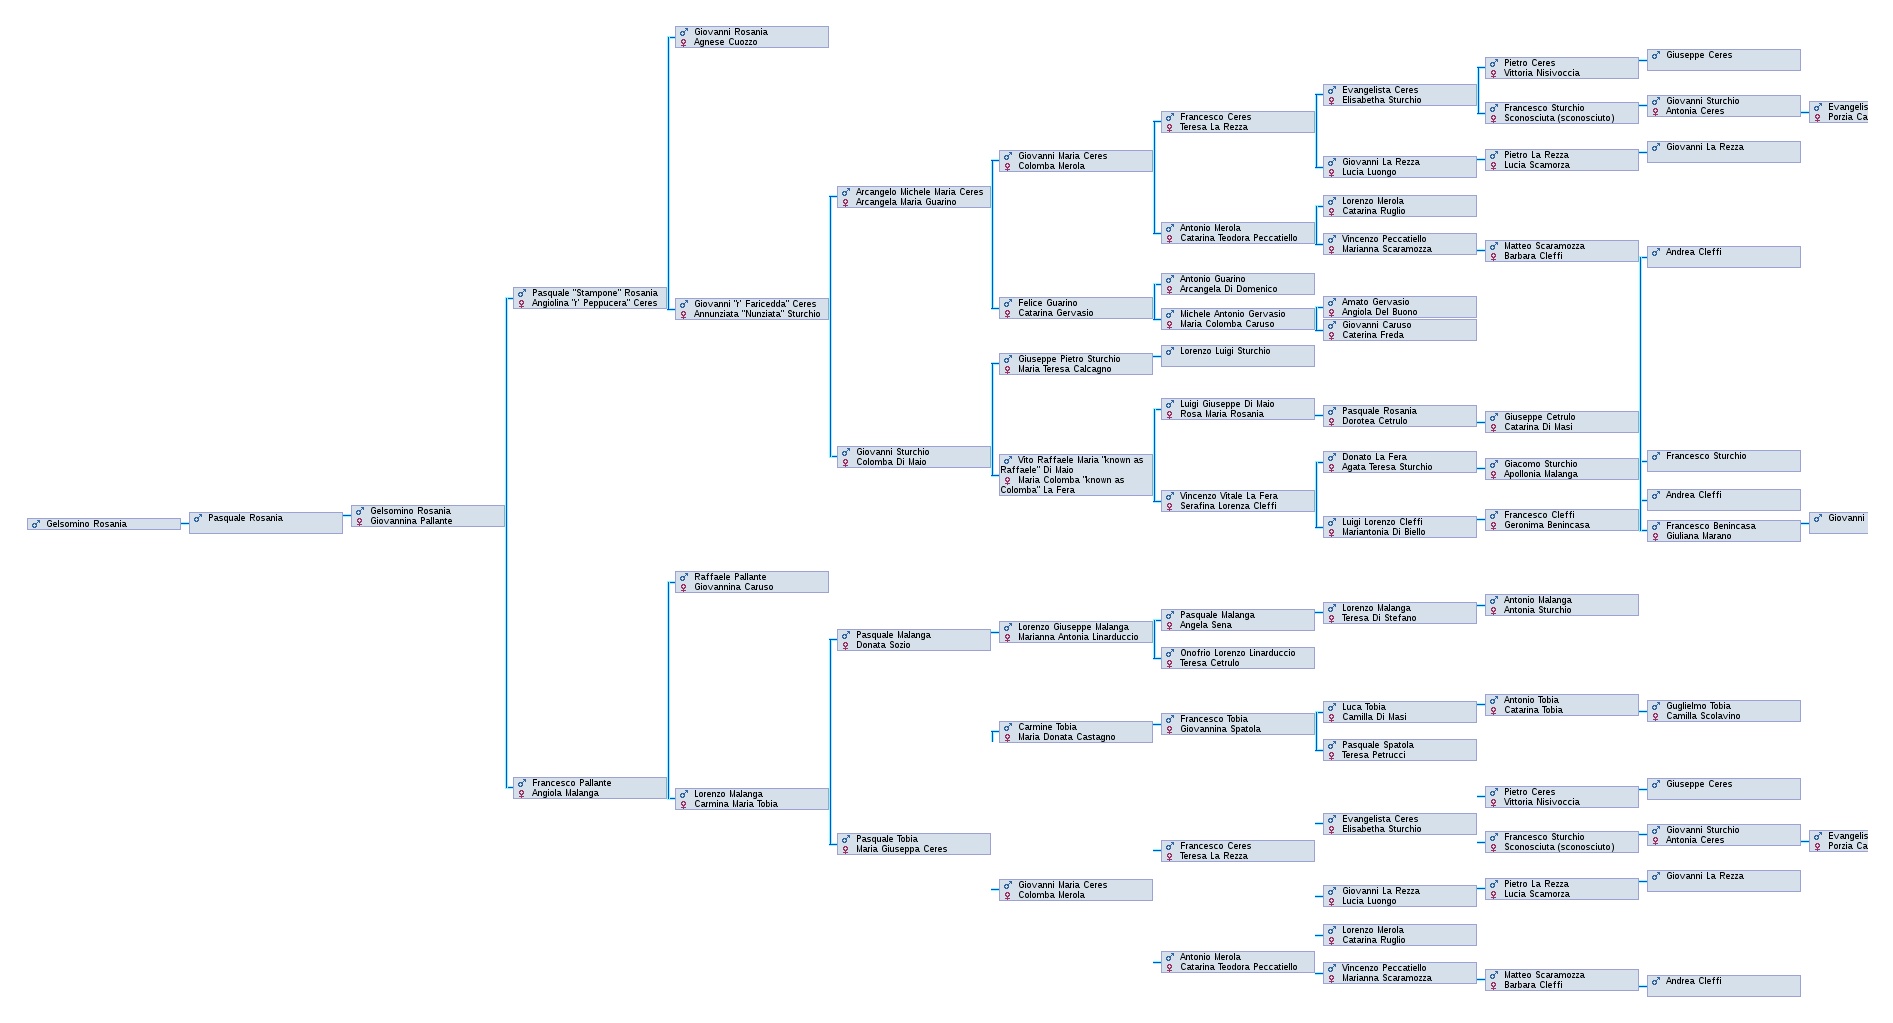 Gelsomino Rosania
Pasquale Rosania
Gelsomino Rosania
Giovannina Pallante
Pasquale "Stampone" Rosania
Angiolina "r' Peppucera" Ceres
Francesco Pallante
Angiola Malanga
Giovanni Rosania
Agnese Cuozzo
Giovanni "r' Faricedda" Ceres
Annunziata "Nunziata" Sturchio
Raffaele Pallante
Giovannina Caruso
Lorenzo Malanga
Carmina Maria Tobia
Arcangelo Michele Maria Ceres
Arcangela Maria Guarino
Giovanni Sturchio
Colomba Di Maio
Pasquale Malanga
Donata Sozio
Pasquale Tobia
Maria Giuseppa Ceres
Giovanni Maria Ceres
Colomba Merola
Felice Guarino
Catarina Gervasio
Giuseppe Pietro Sturchio
Maria Teresa Calcagno
Vito Raffaele Maria "known as
Raffaele" Di Maio
Maria Colomba "known as
Colomba" La Fera
Lorenzo Giuseppe Malanga
Marianna Antonia Linarduccio
Carmine Tobia
Maria Donata Castagno
Giovanni Maria Ceres
Colomba Merola
Francesco Ceres
Teresa La Rezza
Antonio Merola
Catarina Teodora Peccatiello
Antonio Guarino
Arcangela Di Domenico
Michele Antonio Gervasio
Maria Colomba Caruso
Lorenzo Luigi Sturchio
Luigi Giuseppe Di Maio
Rosa Maria Rosania
Vincenzo Vitale La Fera
Serafina Lorenza Cleffi
Pasquale Malanga
Angela Sena
Onofrio Lorenzo Linarduccio
Teresa Cetrulo
Francesco Tobia
Giovannina Spatola
Francesco Ceres
Teresa La Rezza
Antonio Merola
Catarina Teodora Peccatiello
Evangelista Ceres
Elisabetha Sturchio
Giovanni La Rezza
Lucia Luongo
Lorenzo Merola
Catarina Ruglio
Vincenzo Peccatiello
Marianna Scaramozza
Amato Gervasio
Angiola Del Buono
Giovanni Caruso
Caterina Freda
Pasquale Rosania
Dorotea Cetrulo
Donato La Fera
Agata Teresa Sturchio
Luigi Lorenzo Cleffi
Mariantonia Di Biello
Lorenzo Malanga
Teresa Di Stefano
Luca Tobia
Camilla Di Masi
Pasquale Spatola
Teresa Petrucci
Evangelista Ceres
Elisabetha Sturchio
Giovanni La Rezza
Lucia Luongo
Lorenzo Merola
Catarina Ruglio
Vincenzo Peccatiello
Marianna Scaramozza
Pietro Ceres
Vittoria Nisivoccia
Francesco Sturchio
Sconosciuta (sconosciuto)
Pietro La Rezza
Lucia Scamorza
Matteo Scaramozza
Barbara Cleffi
Giuseppe Cetrulo
Catarina Di Masi
Giacomo Sturchio
Apollonia Malanga
Francesco Cleffi
Geronima Benincasa
Antonio Malanga
Antonia Sturchio
Antonio Tobia
Catarina Tobia
Pietro Ceres
Vittoria Nisivoccia
Francesco Sturchio
Sconosciuta (sconosciuto)
Pietro La Rezza
Lucia Scamorza
Matteo Scaramozza
Barbara Cleffi
Giuseppe Ceres
Giovanni Sturchio
Antonia Ceres
Giovanni La Rezza
Andrea Cleffi
Francesco Sturchio
Andrea Cleffi
Francesco Benincasa
Giuliana Marano
Guglielmo Tobia
Camilla Scolavino
Giuseppe Ceres
Giovanni Sturchio
Antonia Ceres
Giovanni La Rezza
Andrea Cleffi
Evangelis
Porzia Ca
Giovanni
Evangelis
Porzia Ca